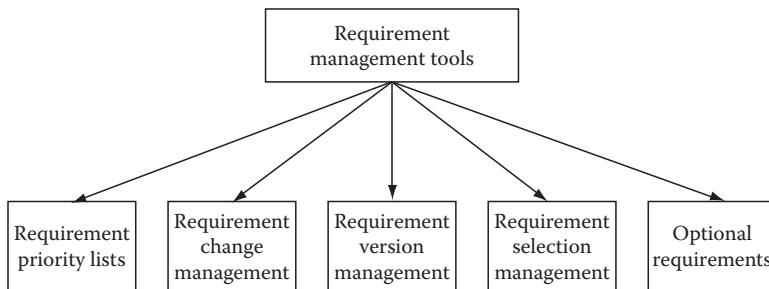 Requirement
management tools
Requirement
priority lists
Requirement
change
management
Requirement
version
management
Requirement
selection
management
Optional
requirements